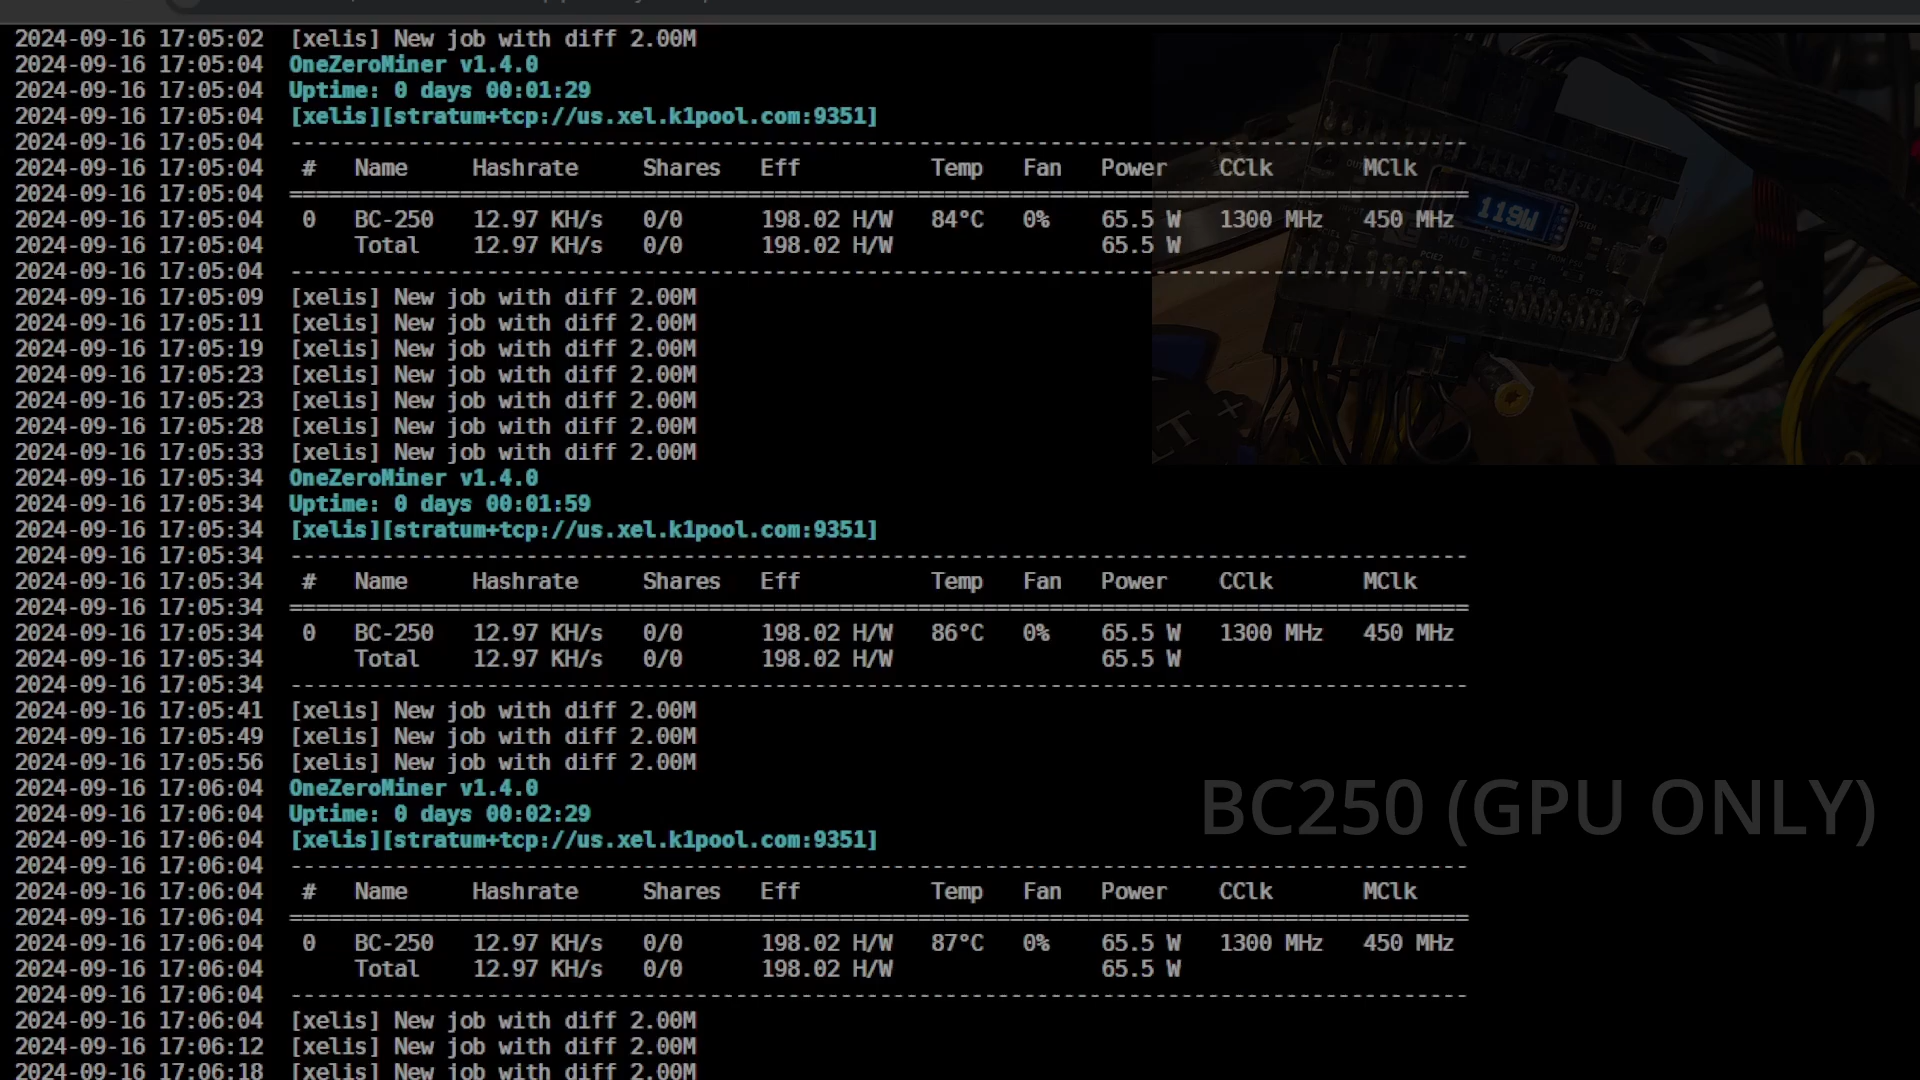 2024-09-16 17:05:02 [xelis] New job with diff 2.00M
2024-09-16 17:05:04 OneZeroMiner v1.4.0
2024-09-16 17:05:04 Uptime: 0 days 00:01:29
2024-09-16 17:05:04 [xelis][stratum+tcp://us.xel.k1pool.com:9351]
2024-09-16 17:05:04 ------------------------------------------------------------------------------------------
2024-09-16 17:05:04 # Name Hashrate Shares Eff Temp Fan Power CClk MClk
2024-09-16 17:05:04 ==========================================================================================
2024-09-16 17:05:04 0 BC-250 12.97 KH/s 0/0 198.02 H/W 84°C 0% 65.5 W 1300 MHz 450 MHz
119W
2024-09-16 17:05:04 Total 12.97 KH/s 0/0 198.02 H/W 65.5 W
2024-09-16 17:05:04 ------------------------------------------------------------------------------------------
2024-09-16 17:05:09 [xelis] New job with diff 2.00M
2024-09-16 17:05:11 [xelis] New job with diff 2.00M
2024-09-16 17:05:19 [xelis] New job with diff 2.00M
2024-09-16 17:05:23 [xelis] New job with diff 2.00M
2024-09-16 17:05:23 [xelis] New job with diff 2.00M
2024-09-16 17:05:28 [xelis] New job with diff 2.00M
2024-09-16 17:05:33 [xelis] New job with diff 2.00M
2024-09-16 17:05:34 OneZeroMiner v1.4.0
2024-09-16 17:05:34 Uptime: 0 days 00:01:59
2024-09-16 17:05:34 [xelis][stratum+tcp://us.xel.k1pool.com:9351]
2024-09-16 17:05:34 ------------------------------------------------------------------------------------------
2024-09-16 17:05:34 # Name Hashrate Shares Eff Temp Fan Power CClk MClk
2024-09-16 17:05:34 ==========================================================================================
2024-09-16 17:05:34 0 BC-250 12.97 KH/s 0/0 198.02 H/W 86°C 0% 65.5 W 1300 MHz 450 MHz
2024-09-16 17:05:34 Total 12.97 KH/s 0/0 198.02 H/W 65.5 W
2024-09-16 17:05:34 ------------------------------------------------------------------------------------------
2024-09-16 17:05:41 [xelis] New job with diff 2.00M
2024-09-16 17:05:49 [xelis] New job with diff 2.00M
2024-09-16 17:05:56 [xelis] New job with diff 2.00M
2024-09-16 17:06:04 OneZeroMiner v1.4.0
2024-09-16 17:06:04 Uptime: 0 days 00:02:29
BC250 (GPU ONLY)
2024-09-16 17:06:04 [xelis][stratum+tcp://us.xel.k1pool.com:9351]
2024-09-16 17:06:04 ------------------------------------------------------------------------------------------
2024-09-16 17:06:04 # Name Hashrate Shares Eff Temp Fan Power CClk MClk
2024-09-16 17:06:04 ==========================================================================================
2024-09-16 17:06:04 0 BC-250 12.97 KH/s 0/0 198.02 H/W 87°C 0% 65.5 W 1300 MHz 450 MHz
2024-09-16 17:06:04 Total 12.97 KH/s 0/0 198.02 H/W 65.5 W
2024-09-16 17:06:04 ------------------------------------------------------------------------------------------
2024-09-16 17:06:04 [xelis] New job with diff 2.00M
2024-09-16 17:06:12 [xelis] New job with diff 2.00M
2024-09-16 17:06:18 [xelis] New job with diff 2.00M